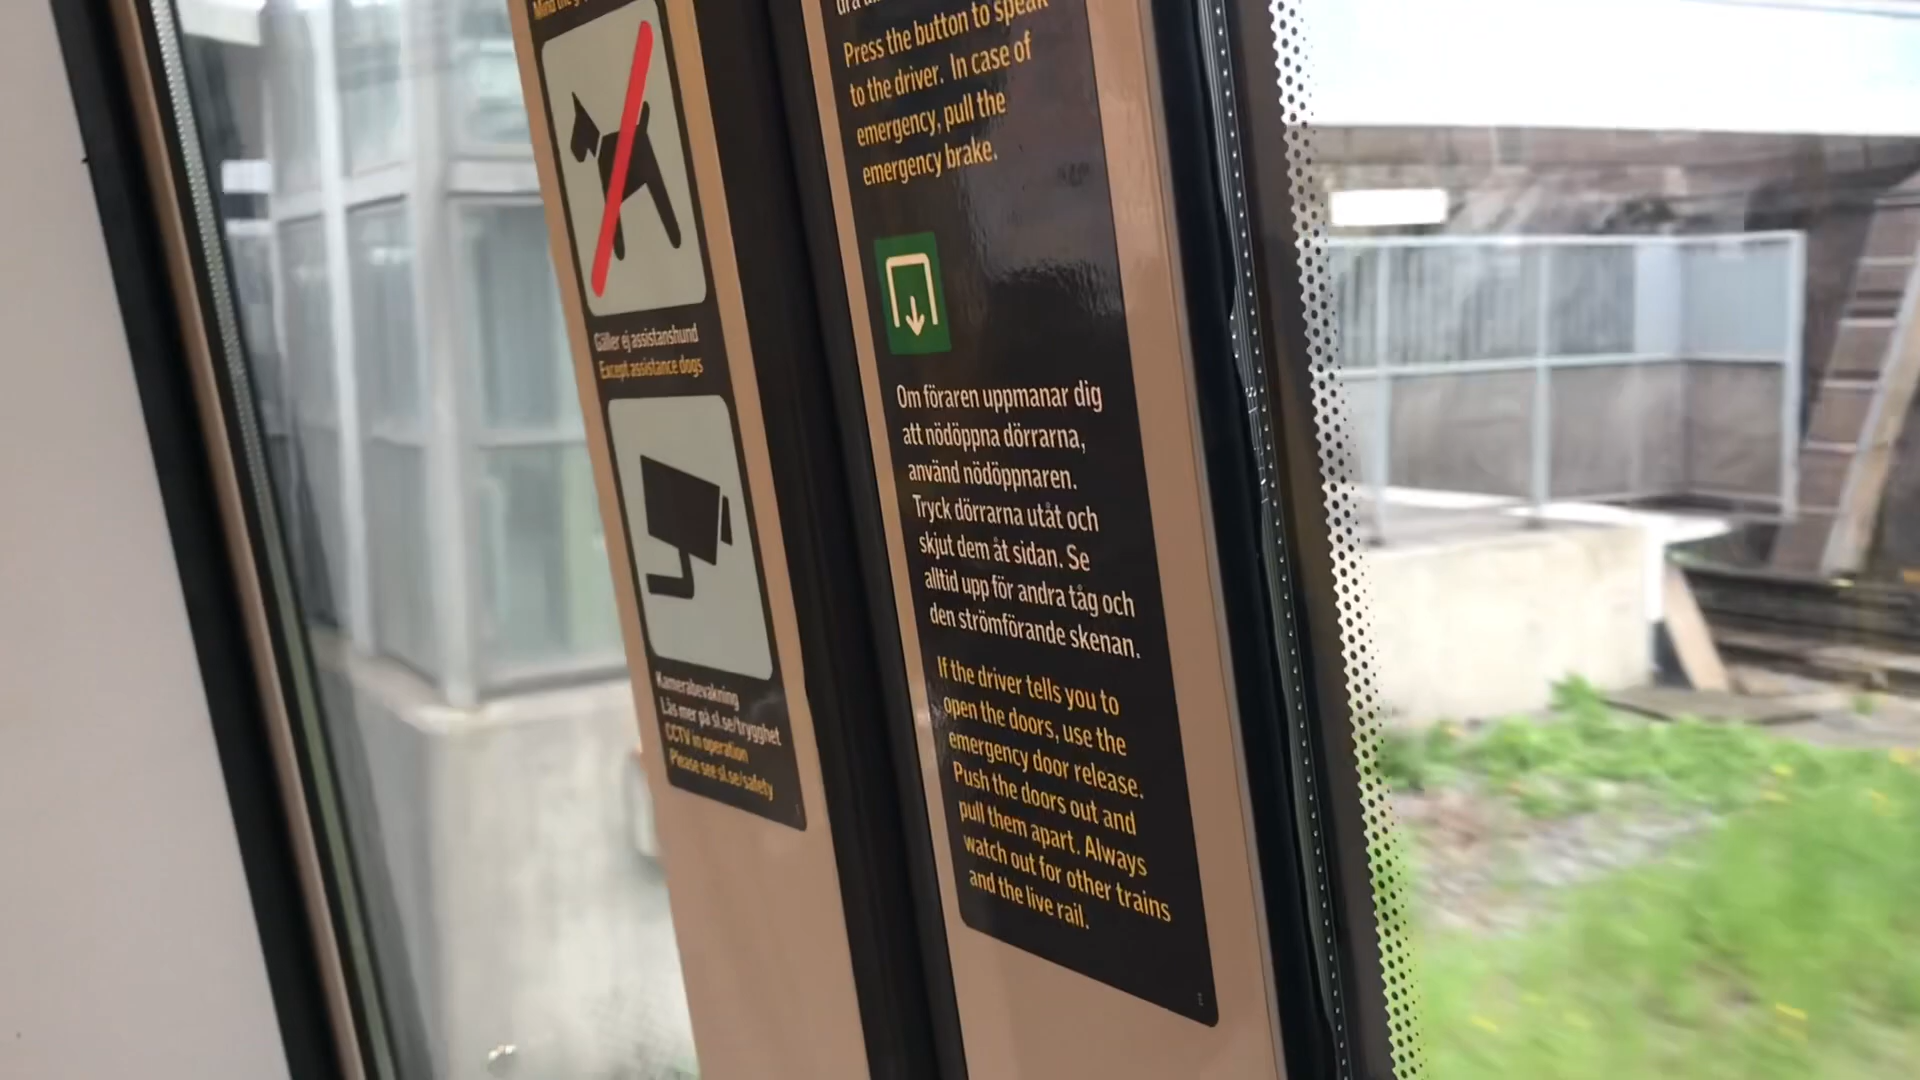 Mind the
Gäller ej assistanshund
Except assistance dogs
Kamerabevakning
Läs mer på sl.se/trygghet
CCTV in operation
Please see sl.se/safety
Press the button to speak
to the driver. In case of
emergency, pull the
emergency brake.
Om föraren uppmanar dig
att nödöppna dörrarna,
använd nödöppnaren.
Tryck dörrarna utåt och
skjut dem åt sidan. Se
alltid upp för andra tåg och
den strömförande skenan.
If the driver tells you to
open the doors, use the
emergency door release.
Push the doors out and
pull them apart. Always
watch out for other trains
and the live rail.